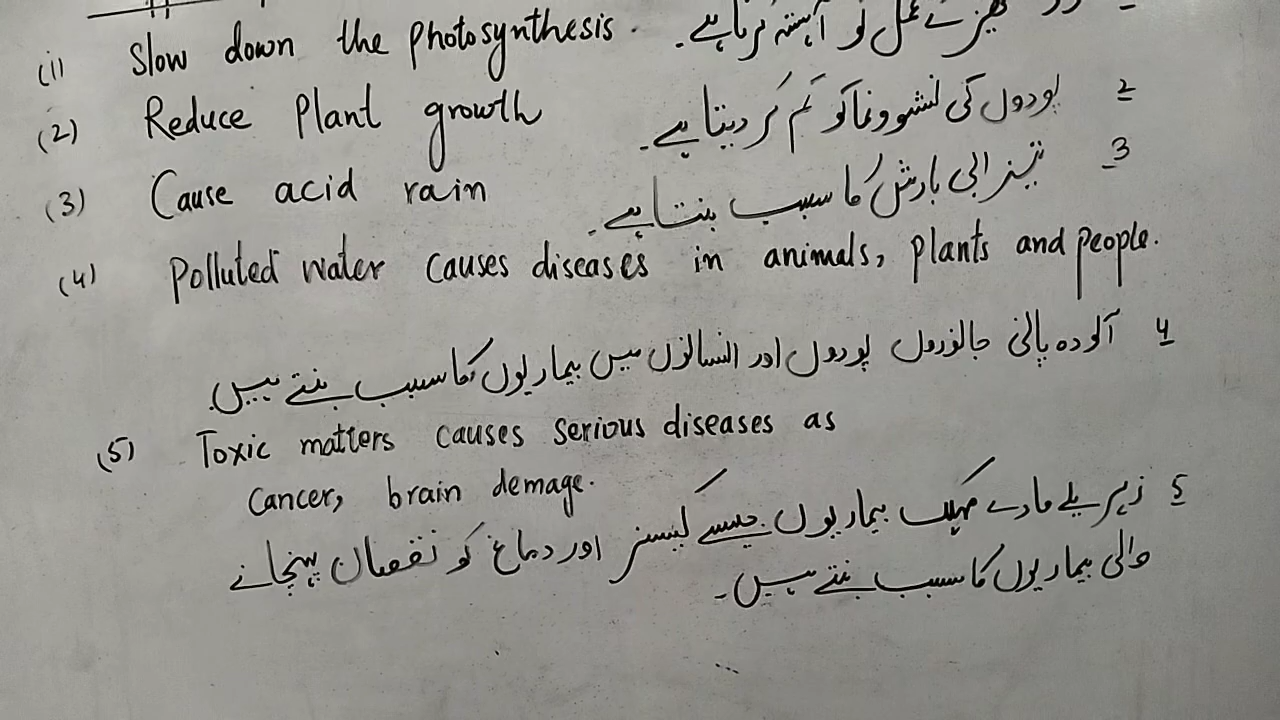 (1) Slow down the photosynthesis. عمل کو آہستہ کرتا ہے۔
(2) Reduce Plant growth
2 پودوں کی نشوونما کو کم کر دیتا ہے۔
(3) Cause acid rain
3 تیزابی بارش کا سبب بنتا ہے۔
(4) Polluted water causes diseases in animals, plants and people.
4 آلودہ پانی جانوروں پودوں اور انسانوں میں بیماریوں کا سبب بنتے ہیں۔
(5) Toxic matters causes serious diseases as
cancer, brain demage.
5 زہریلے مادے مہلک بیماریوں جیسے کینسر اور دماغ کو نقصان پہنچانے
والی بیماریوں کا سبب بنتے ہیں۔